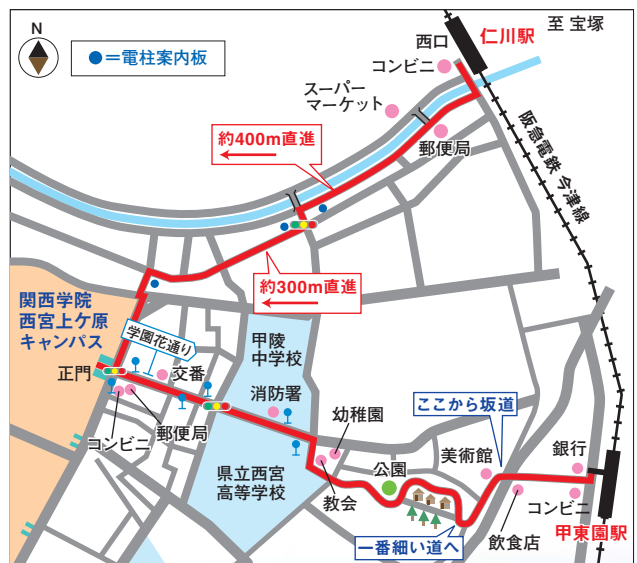 N
●=電柱案内板
至 宝塚
仁川駅
西口
コンビニ
スーパー
マーケット
郵便局
阪急電鉄 今津線
約400m直進
約300m直進
関西学院
西宮上ケ原
キャンパス
学園花通り
正門
交番
コンビニ
郵便局
甲陵
中学校
消防署
県立西宮
高等学校
幼稚園
教会
公園
ここから坂道
美術館
銀行
コンビニ
飲食店
甲東園駅
一番細い道へ